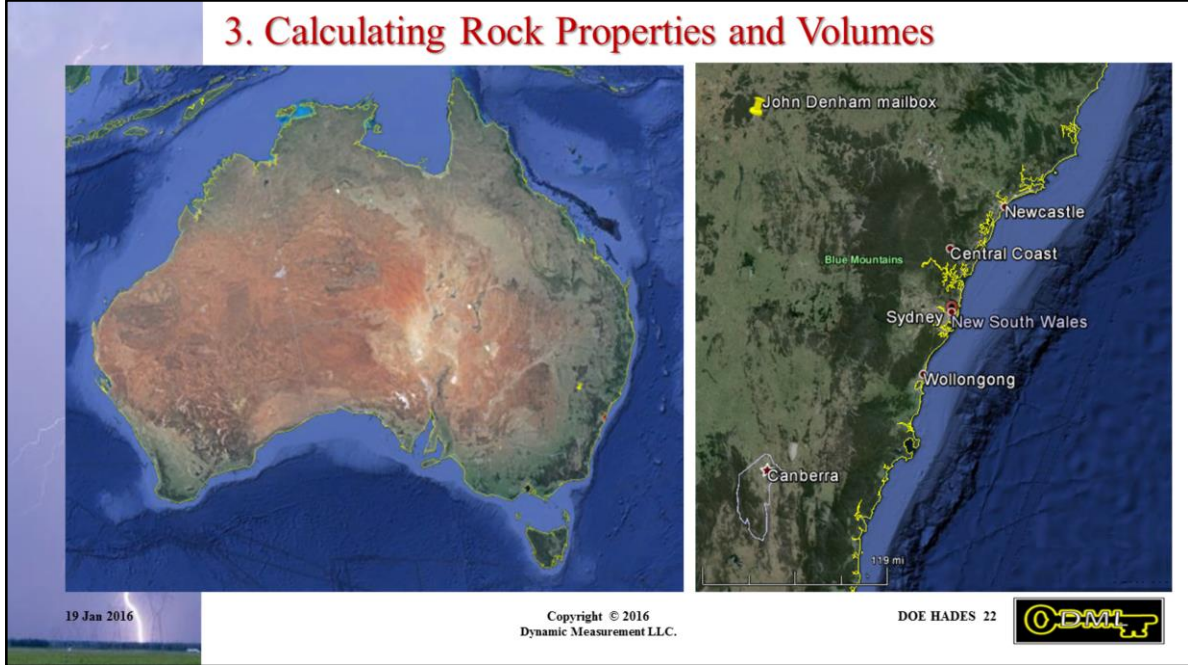 3. Calculating Rock Properties and Volumes
John Denham mailbox
Newcastle
Central Coast
Blue Mountains
Sydney
New South Wales
Wollongong
Canberra
119 mi
19 Jan 2016
Copyright © 2016
Dynamic Measurement LLC.
DOE HADES 22
DML